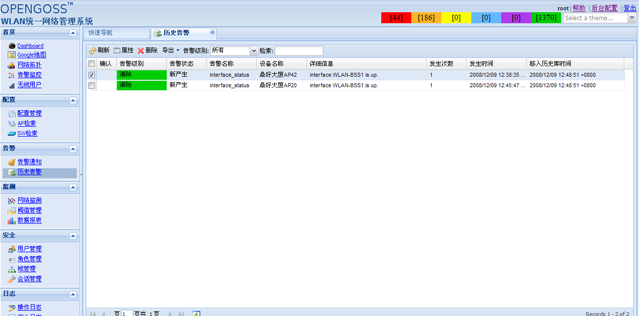 OPENGOSS™
WLAN统一网络管理系统
root | 帮助 | 后台配置 | 登出
[44] [186] [0] [0] [0] [1370] Select a theme...
首页
Dashboard
Google地图
网络拓扑
告警监控
无线用户
配置
配置管理
AP检索
SW检索
告警
告警通知
历史告警
监测
网络监测
阀值管理
数据报表
安全
用户管理
角色管理
域管理
会话管理
日志
操作日志
快速导航 历史告警
刷新 属性 删除 导出 告警级别: 所有 检索:
确认 告警级别 告警状态 告警名称 设备名称 详细信息 发生次数 发生时间 移入历史库时间
清除 新产生 interface_status 鼎好大厦AP42 interface WLAN-BSS1 is up. 1 2008/12/09 12:38:35 ... 2008/12/09 12:48:51 +0800
清除 新产生 interface_status 鼎好大厦AP20 interface WLAN-BSS1 is up. 1 2008/12/09 12:45:47 ... 2008/12/09 12:48:51 +0800
页 1 页共 1 页
Records 1 - 2 of 2